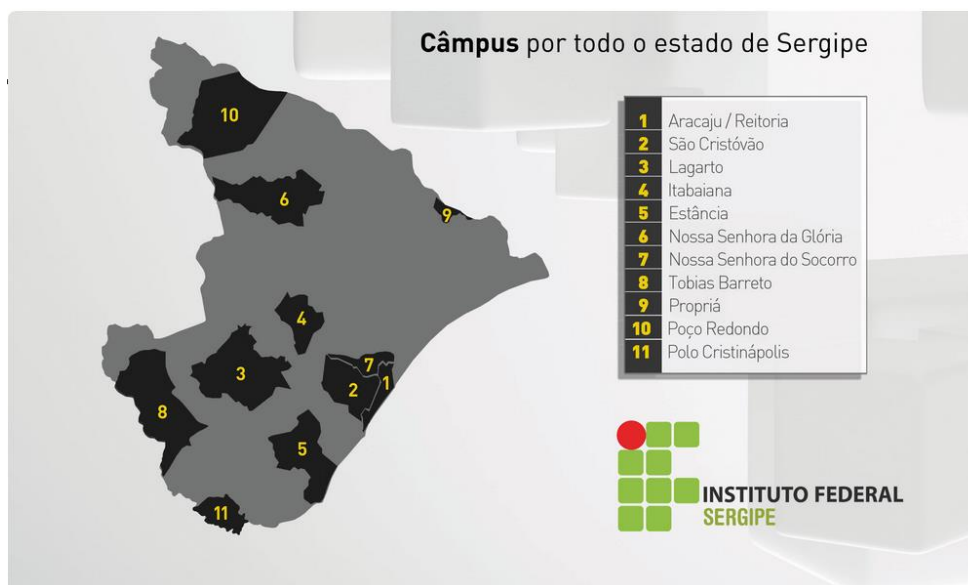 Câmpus por todo o estado de Sergipe
1 Aracaju / Reitoria
2 São Cristóvão
3 Lagarto
4 Itabaiana
5 Estância
6 Nossa Senhora da Glória
7 Nossa Senhora do Socorro
8 Tobias Barreto
9 Propriá
10 Poço Redondo
11 Polo Cristinápolis
10
6
9
4
7
3
2
1
8
5
11
INSTITUTO FEDERAL
SERGIPE